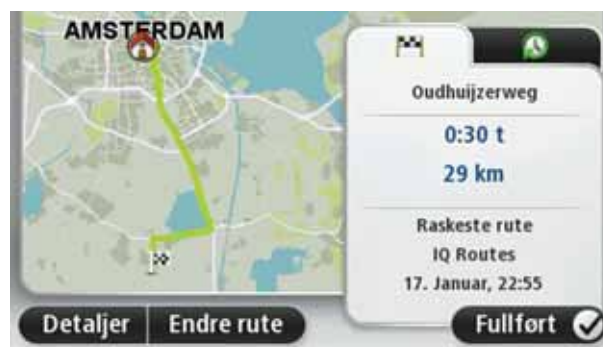 AMSTERDAM
Oudhuijzerweg
0:30 t
29 km
Raskeste rute
IQ Routes
17. Januar, 22:55
Detaljer
Endre rute
Fullført